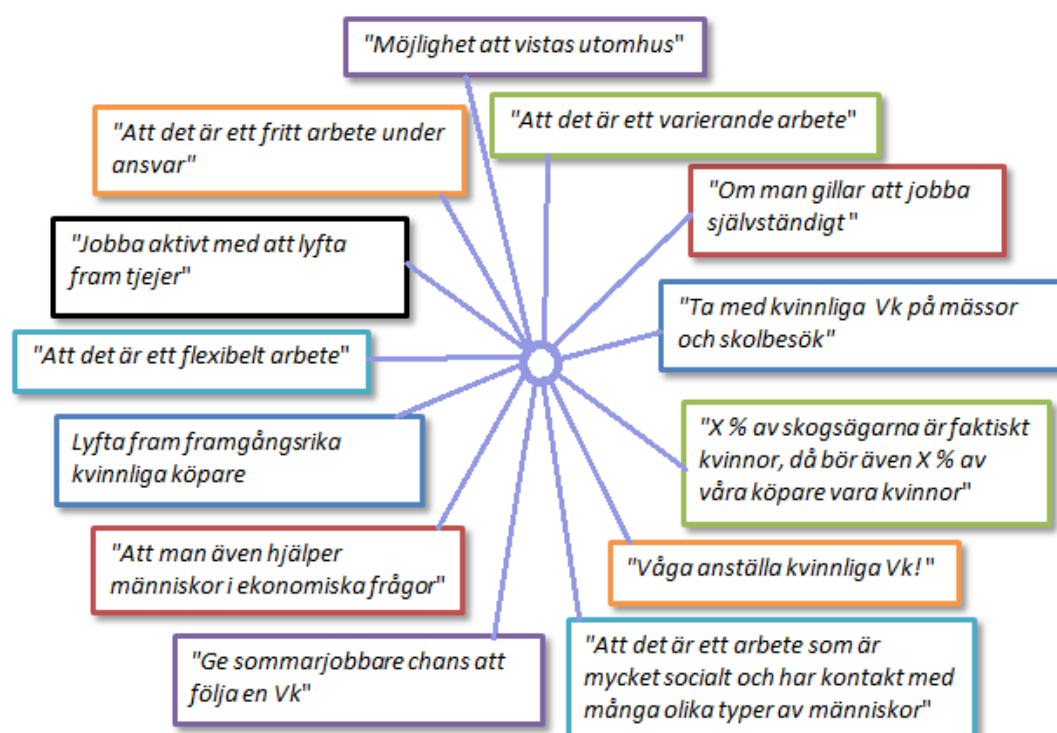 "Möjlighet att vistas utomhus"
"Att det är ett varierande arbete"
"Att det är ett fritt arbete under
ansvar"
"Om man gillar att jobba
självständigt"
"Jobba aktivt med att lyfta
fram tjejer"
"Ta med kvinnliga Vk på mässor
och skolbesök"
"Att det är ett flexibelt arbete"
Lyfta fram framgångsrika
kvinnliga köpare
"X % av skogsägarna är faktiskt
kvinnor, då bör även X % av
våra köpare vara kvinnor"
"Att man även hjälper
människor i ekonomiska frågor"
"Våga anställa kvinnliga Vk!"
"Ge sommarjobbare chans att
följa en Vk"
"Att det är ett arbete som är
mycket socialt och har kontakt med
många olika typer av människor"